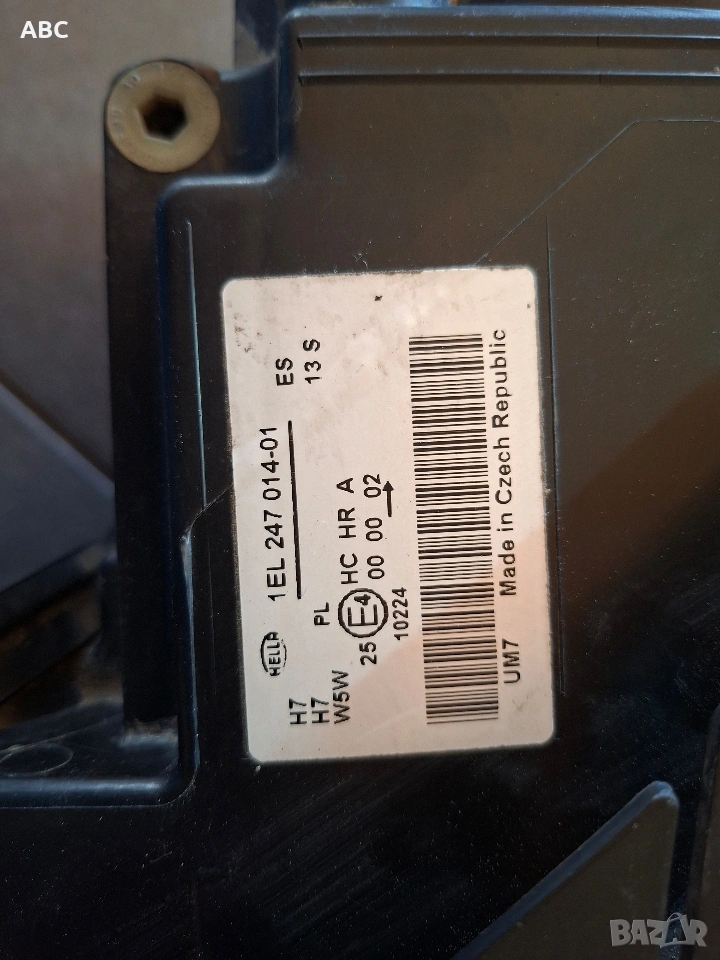 ABC
HELLA 1EL 247 014-01 ES
13 S
H7
H7 PL
W5W
25 E4 HC HR A
00 00 02
10224
UM7 Made in Czech Republic
BAZAR